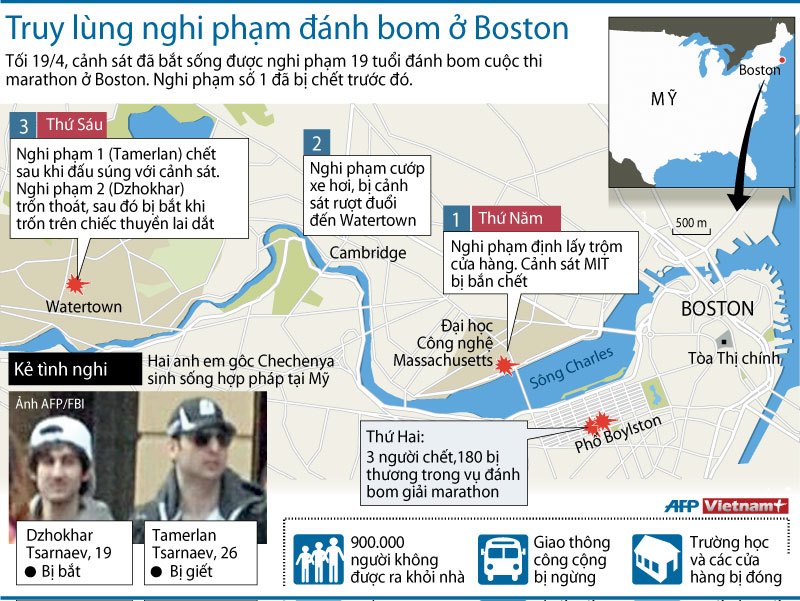 Truy lùng nghi phạm đánh bom ở Boston
Tối 19/4, cảnh sát đã bắt sống được nghi phạm 19 tuổi đánh bom cuộc thi
marathon ở Boston. Nghi phạm số 1 đã bị chết trước đó.
Boston
MỸ
3 Thứ Sáu
Nghi phạm 1 (Tamerlan) chết
sau khi đấu súng với cảnh sát.
Nghi phạm 2 (Dzhokhar)
trốn thoát, sau đó bị bắt khi
trốn trên chiếc thuyền lai dắt
2
Nghi phạm cướp
xe hơi, bị cảnh
sát rượt đuổi
đến Watertown
1 Thứ Năm
Nghi phạm định lấy trộm
cửa hàng. Cảnh sát MIT
bị bắn chết
500 m
Cambridge
Watertown
BOSTON
Đại học
Công nghệ
Massachusetts
Tòa Thị chính
Sông Charles
Phố Boylston
Thứ Hai:
3 người chết,180 bị
thương trong vụ đánh
bom giải marathon
Kẻ tình nghi
Hai anh em gôc Chechenya
sinh sống hợp pháp tại Mỹ
Ảnh AFP/FBI
Dzhokhar
Tsarnaev, 19
● Bị bắt
Tamerlan
Tsarnaev, 26
● Bị giết
AFP Vietnam+
900.000
người không
được ra khỏi nhà
Giao thông
công cộng
bị ngừng
Trường học
và các cửa
hàng bị đóng